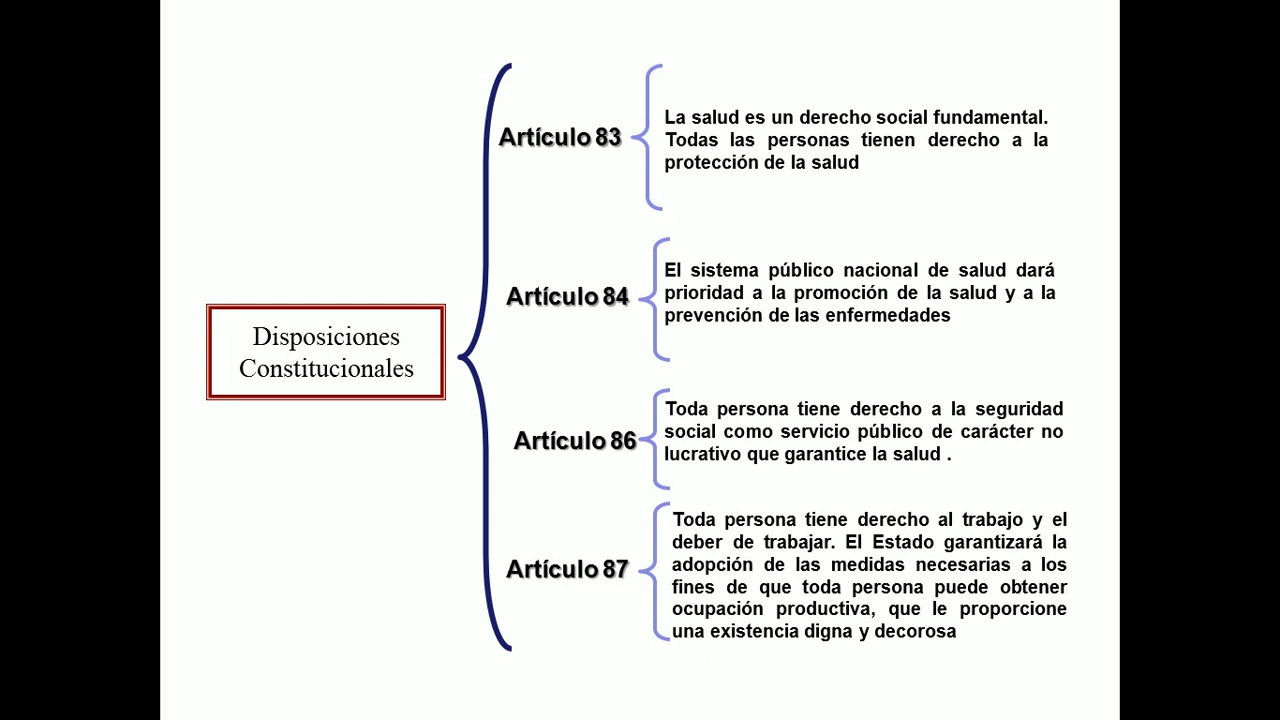 Disposiciones
Constitucionales
Artículo 83
La salud es un derecho social fundamental.
Todas las personas tienen derecho a la
protección de la salud
Artículo 84
El sistema público nacional de salud dará
prioridad a la promoción de la salud y a la
prevención de las enfermedades
Artículo 86
Toda persona tiene derecho a la seguridad
social como servicio público de carácter no
lucrativo que garantice la salud .
Artículo 87
Toda persona tiene derecho al trabajo y el
deber de trabajar. El Estado garantizará la
adopción de las medidas necesarias a los
fines de que toda persona puede obtener
ocupación productiva, que le proporcione
una existencia digna y decorosa